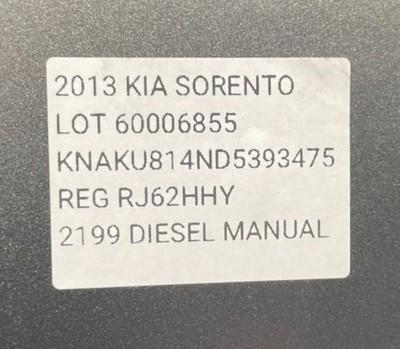 2013 KIA SORENTO
LOT 60006855
KNAKU814ND5393475
REG RJ62HHY
2199 DIESEL MANUAL